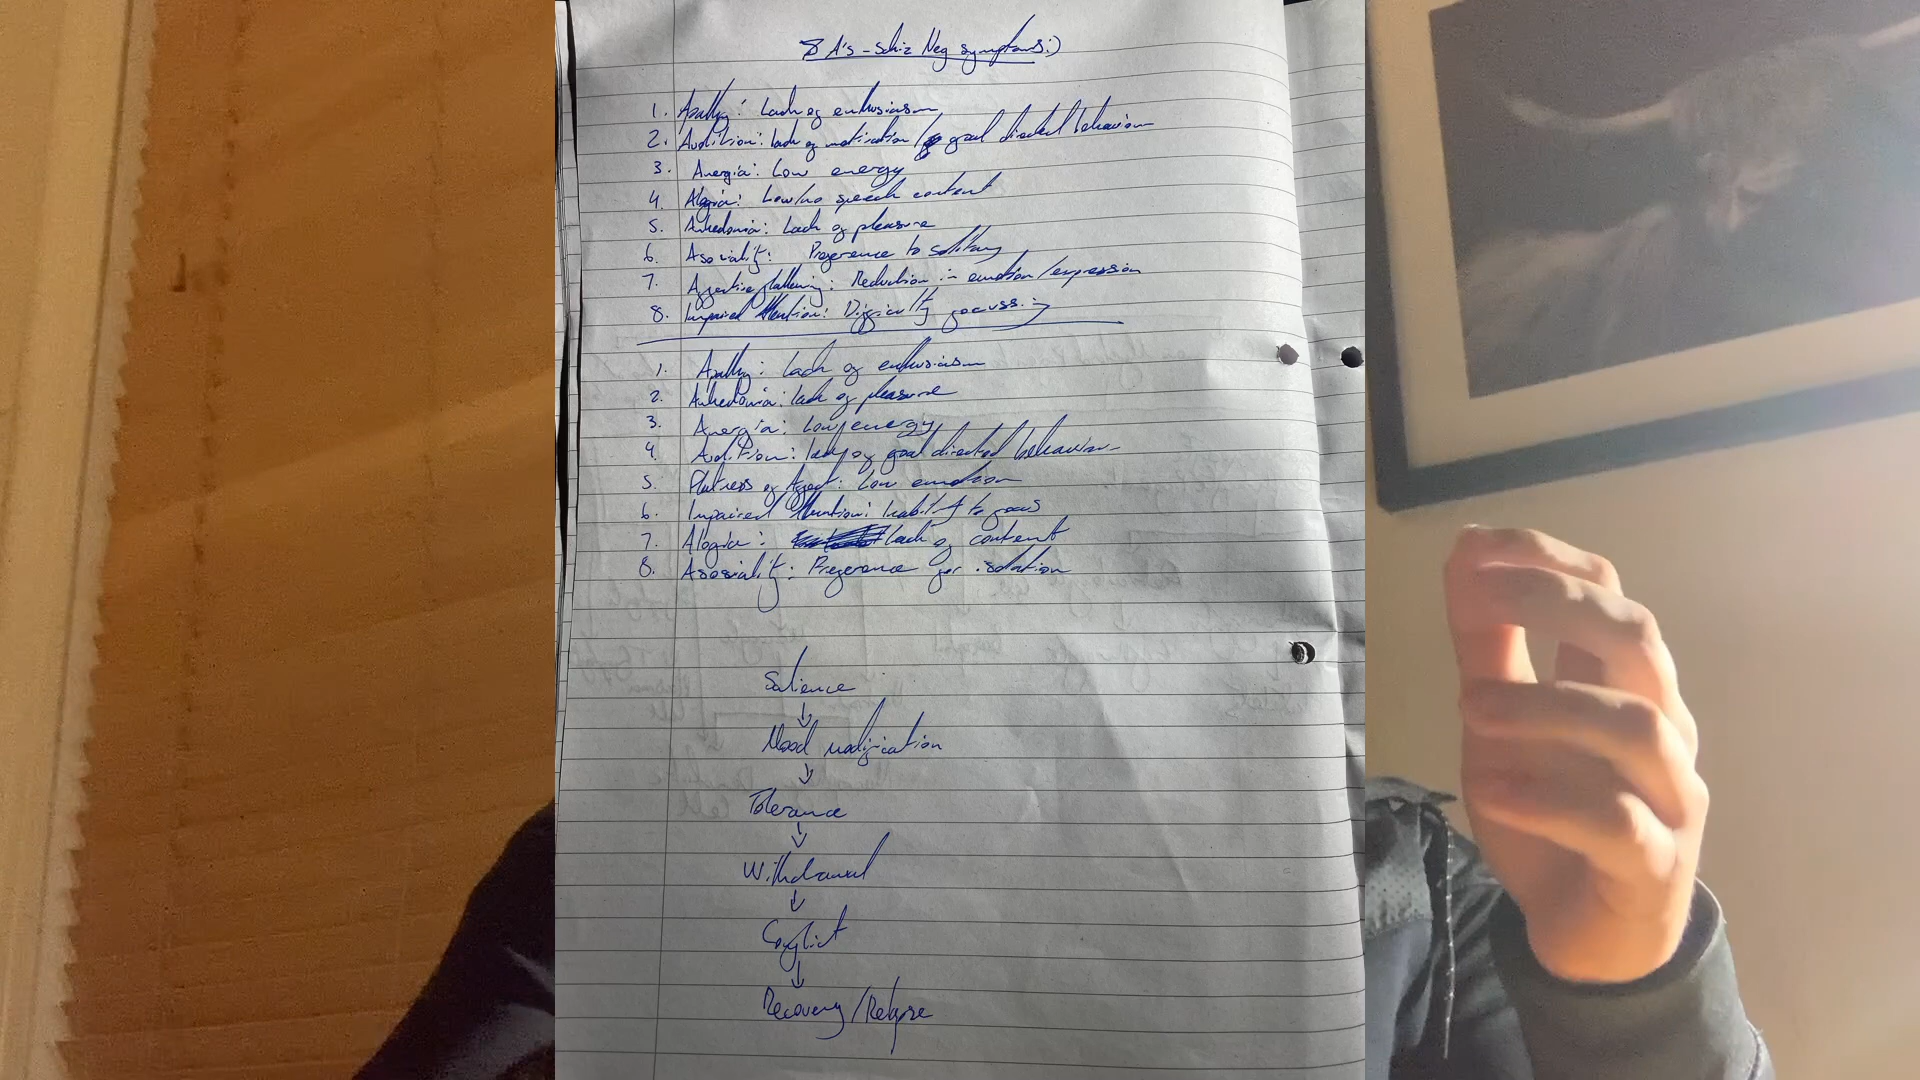 8 A's - Schiz Neg symptoms:)
1. Apathy: Lack of enthusiasm
2. Avolition: lack of motivation / goal directed behaviour
3. Anergia: Low energy
4. Alogia: Low/no speech content
5. Anhedonia: Lack of pleasure
6. Asociality: Preference to solitary
7. Affective flattening: Reduction in emotion/expression
8. Impaired Attention: Difficulty focussing
1. Apathy: Lack of enthusiasm
2. Anhedonia: lack of pleasure
3. Anergia: Low energy
4. Avolition: lack of goal directed behaviour
5. Flatness of Affect: Low emotion
6. Impaired Attention: Inability to focus
7. Alogia: Lack of content
8. Asosiality: Preference for isolation
Salience
↓
Mood modification
↓
Tolerance
↓
Withdrawal
↓
Conflict
↓
Recovery/Relapse